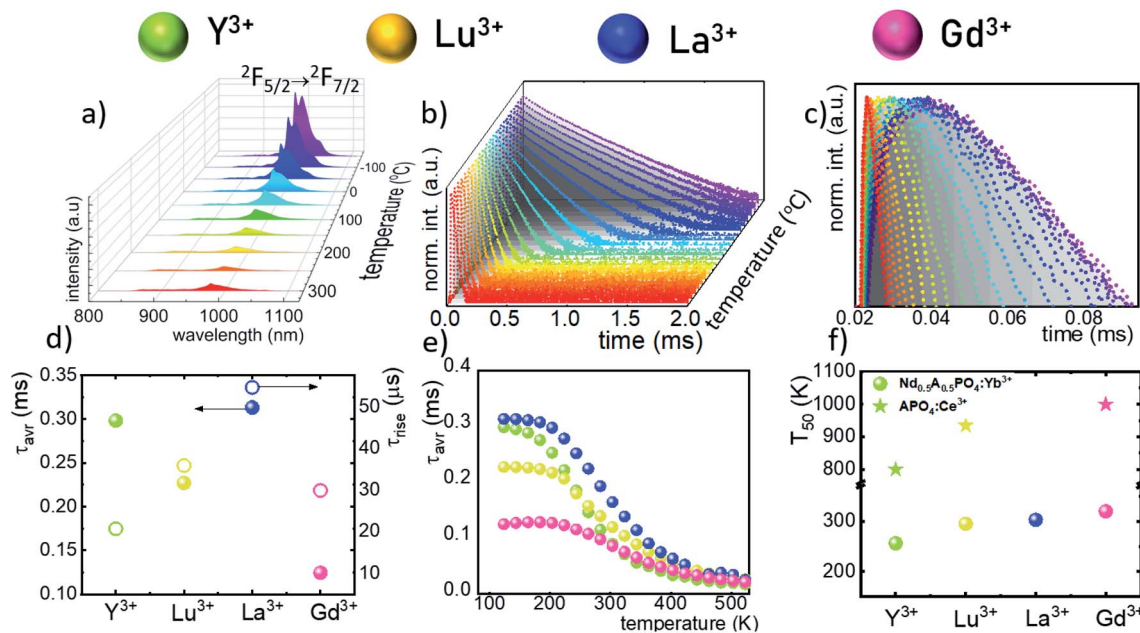 Y³⁺ Lu³⁺ La³⁺ Gd³⁺
a)
²F₅/₂→²F₇/₂
intensity (a.u)
800 900 1000 1100
wavelength (nm)
-100
0
100
200
300
temperature (⁰C)
b)
norm. int. (a.u.)
0.0 0.5 1.0 1.5 2.0
time (ms)
temperature (⁰C)
c)
norm. int. (a.u.)
0.02 0.04 0.06 0.08
time (ms)
d)
τavr (ms)
0.35
0.30
0.25
0.20
0.15
0.10
τrise (µs)
50
40
30
20
10
Y³⁺ Lu³⁺ La³⁺ Gd³⁺
e)
τavr (ms)
0.4
0.3
0.2
0.1
0.0
100 200 300 400 500
temperature (K)
f)
T₅₀ (K)
1100
1000
900
800
300
200
Nd₀.₅A₀.₅PO₄:Yb³⁺
APO₄:Ce³⁺
Y³⁺ Lu³⁺ La³⁺ Gd³⁺